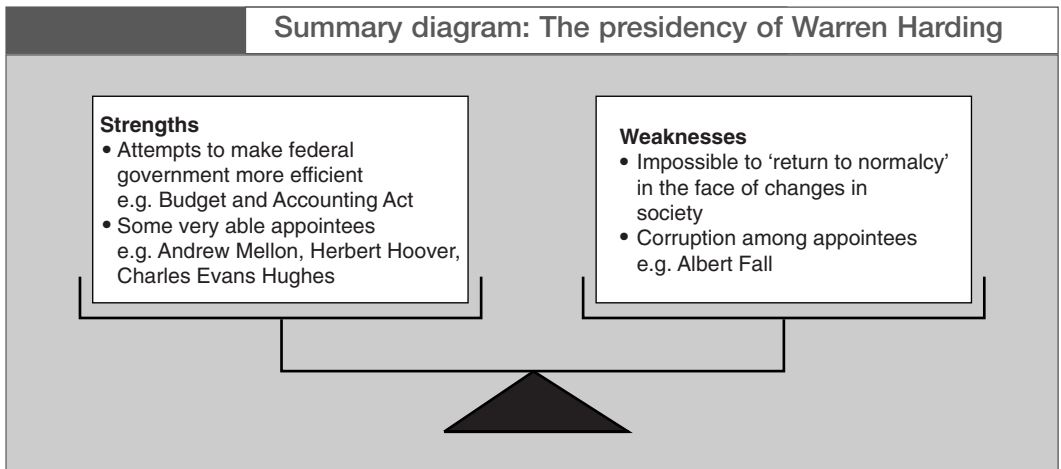 Summary diagram: The presidency of Warren Harding
Strengths
• Attempts to make federal
government more efficient
e.g. Budget and Accounting Act
• Some very able appointees
e.g. Andrew Mellon, Herbert Hoover,
Charles Evans Hughes
Weaknesses
• Impossible to ‘return to normalcy’
in the face of changes in
society
• Corruption among appointees
e.g. Albert Fall